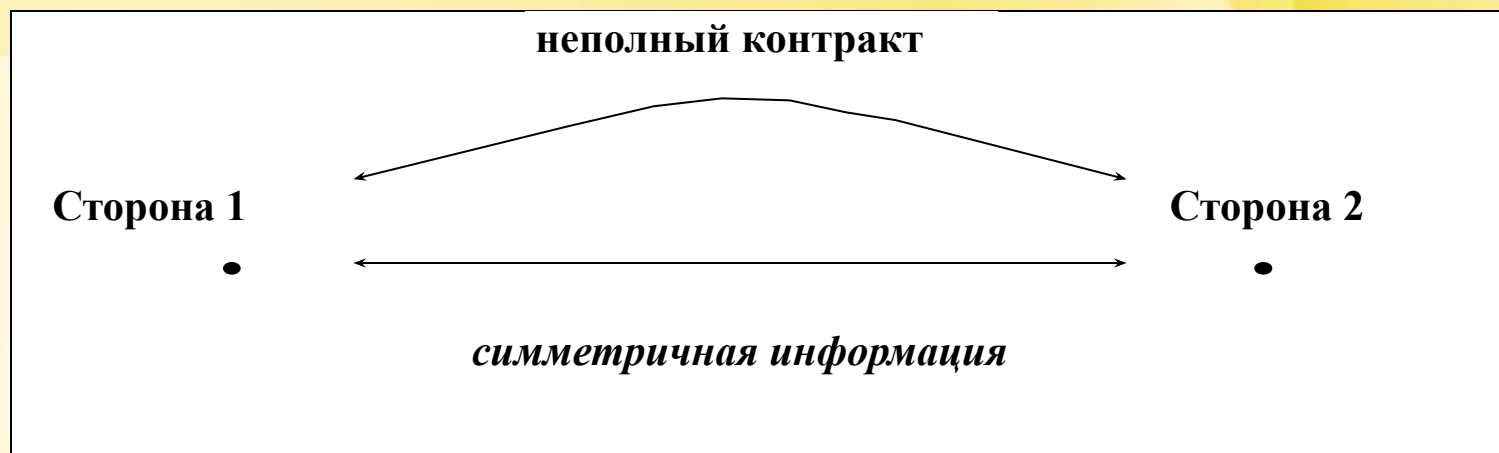 неполный контракт
Сторона 1
Сторона 2
симметричная информация